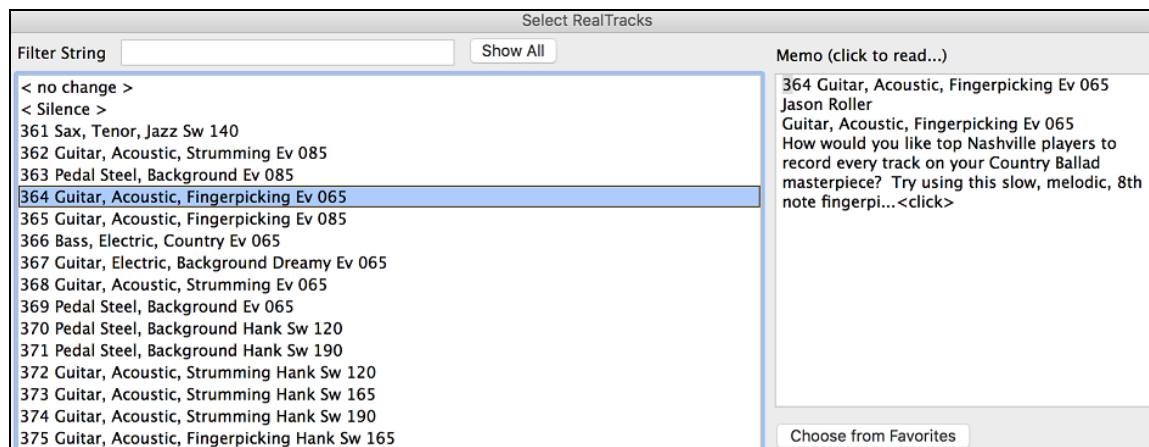 Select RealTracks
Filter String
Show All
Memo (click to read...)
< no change >
< Silence >
361 Sax, Tenor, Jazz Sw 140
362 Guitar, Acoustic, Strumming Ev 085
363 Pedal Steel, Background Ev 085
364 Guitar, Acoustic, Fingerpicking Ev 065
365 Guitar, Acoustic, Fingerpicking Ev 085
366 Bass, Electric, Country Ev 065
367 Guitar, Electric, Background Dreamy Ev 065
368 Guitar, Acoustic, Strumming Ev 065
369 Pedal Steel, Background Ev 065
370 Pedal Steel, Background Hank Sw 120
371 Pedal Steel, Background Hank Sw 190
372 Guitar, Acoustic, Strumming Hank Sw 120
373 Guitar, Acoustic, Strumming Hank Sw 165
374 Guitar, Acoustic, Strumming Hank Sw 190
375 Guitar, Acoustic, Fingerpicking Hank Sw 165
364 Guitar, Acoustic, Fingerpicking Ev 065
Jason Roller
Guitar, Acoustic, Fingerpicking Ev 065
How would you like top Nashville players to
record every track on your Country Ballad
masterpiece? Try using this slow, melodic, 8th
note fingerpi...<click>
Choose from Favorites